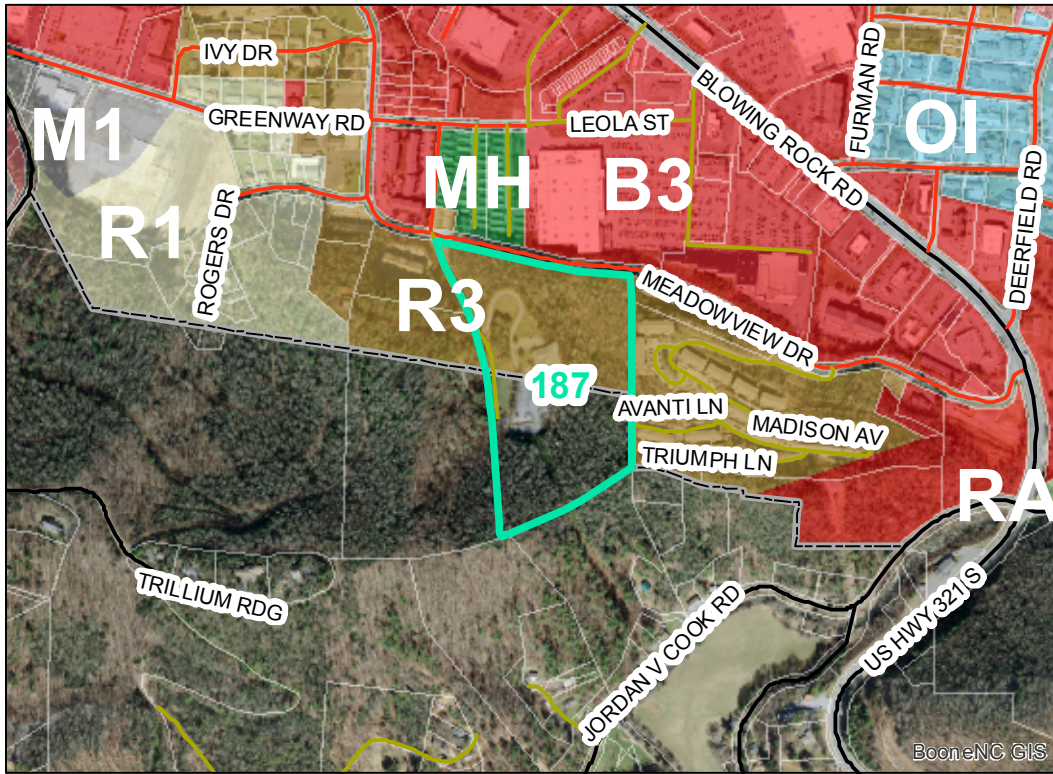 IVY DR
GREENWAY RD
M1
R1
ROGERS DR
MH
LEOLA ST
B3
BLOWING ROCK RD
FURMAN RD
OI
DEERFIELD RD
R3
MEADOWVIEW DR
187
AVANTI LN
MADISON AV
TRIUMPH LN
RA
TRILLIUM RDG
JORDAN V COOK RD
US HWY 321 S
BooneNC GIS